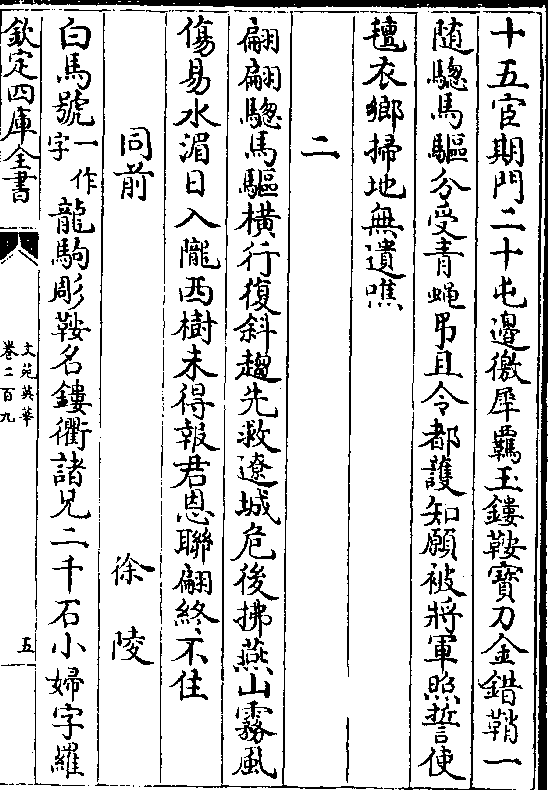 十五宦期門二十屯邊徼犀羈玉鏤鞍寶刀金錯鞘一
随驄馬驅分受青蝿弔且令都護知願被將軍照誓使
氊衣鄉掃地無遺噍
二
翩翩驄馬驅橫行復斜趨先救遼城危後拂燕山霧風
傷易水湄日入隴西樹未得報君恩聯翩終不住
同前　徐陵
白馬號一作字龍駒彫鞍名鏤衢諸兄二千石小婦字羅
欽定四庫全書
文苑英華
卷二百九
五